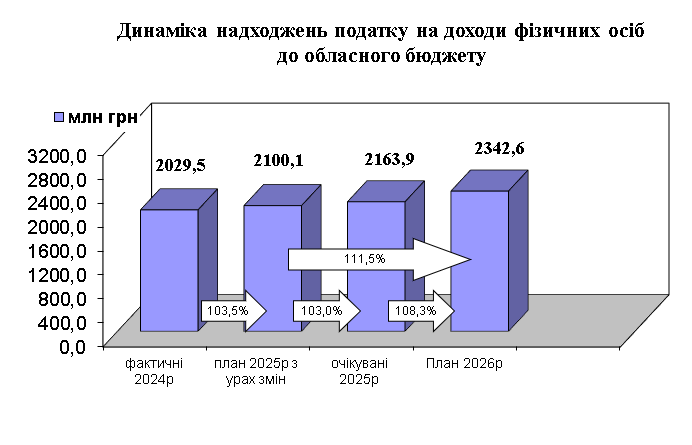 Динаміка надходжень податку на доходи фізичних осіб
до обласного бюджету
млн грн
3200,0
2800,0
2400,0
2000,0
1600,0
1200,0
800,0
400,0
0,0
2029,5
2100,1
2163,9
2342,6
111,5%
103,5%
103,0%
108,3%
фактичні
2024р
план 2025р з
урах змін
очікувані
2025р
План 2026р